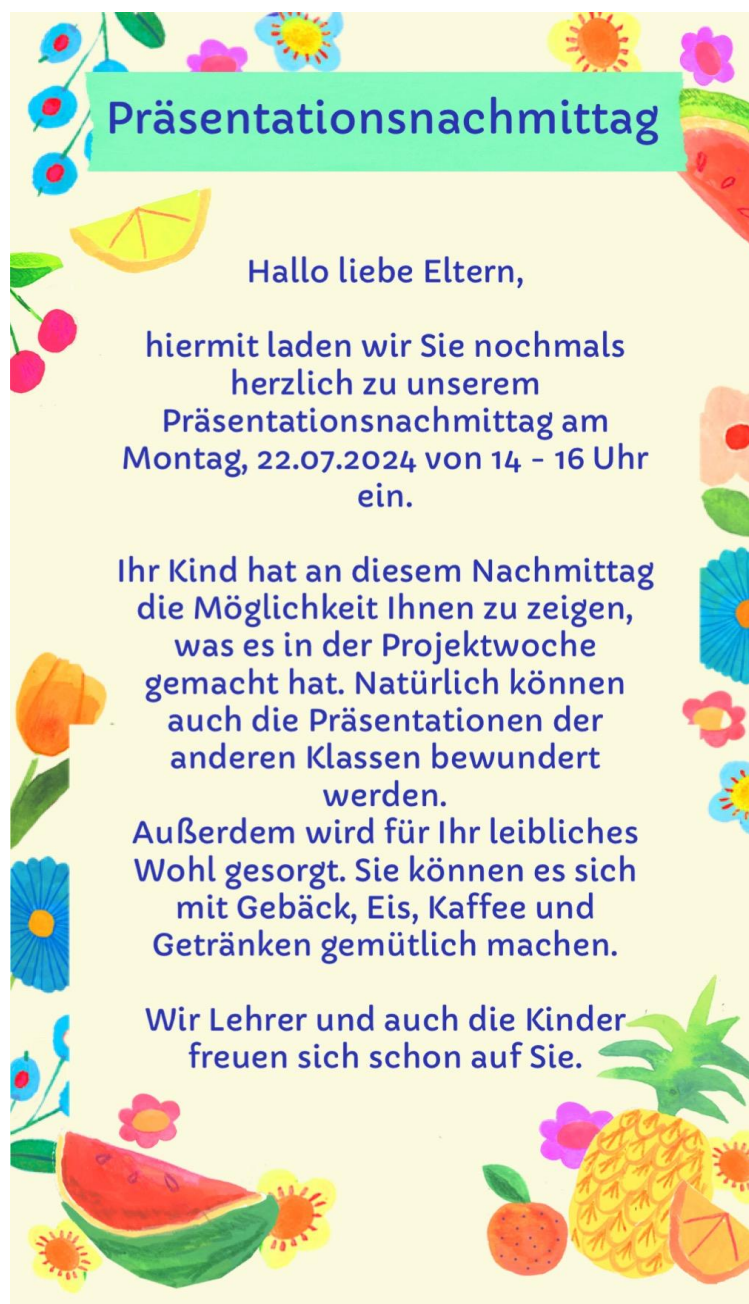 Präsentationsnachmittag
Hallo liebe Eltern,
hiermit laden wir Sie nochmals
herzlich zu unserem
Präsentationsnachmittag am
Montag, 22.07.2024 von 14 - 16 Uhr
ein.
Ihr Kind hat an diesem Nachmittag
die Möglichkeit Ihnen zu zeigen,
was es in der Projektwoche
gemacht hat. Natürlich können
auch die Präsentationen der
anderen Klassen bewundert
werden.
Außerdem wird für Ihr leibliches
Wohl gesorgt. Sie können es sich
mit Gebäck, Eis, Kaffee und
Getränken gemütlich machen.
Wir Lehrer und auch die Kinder
freuen sich schon auf Sie.